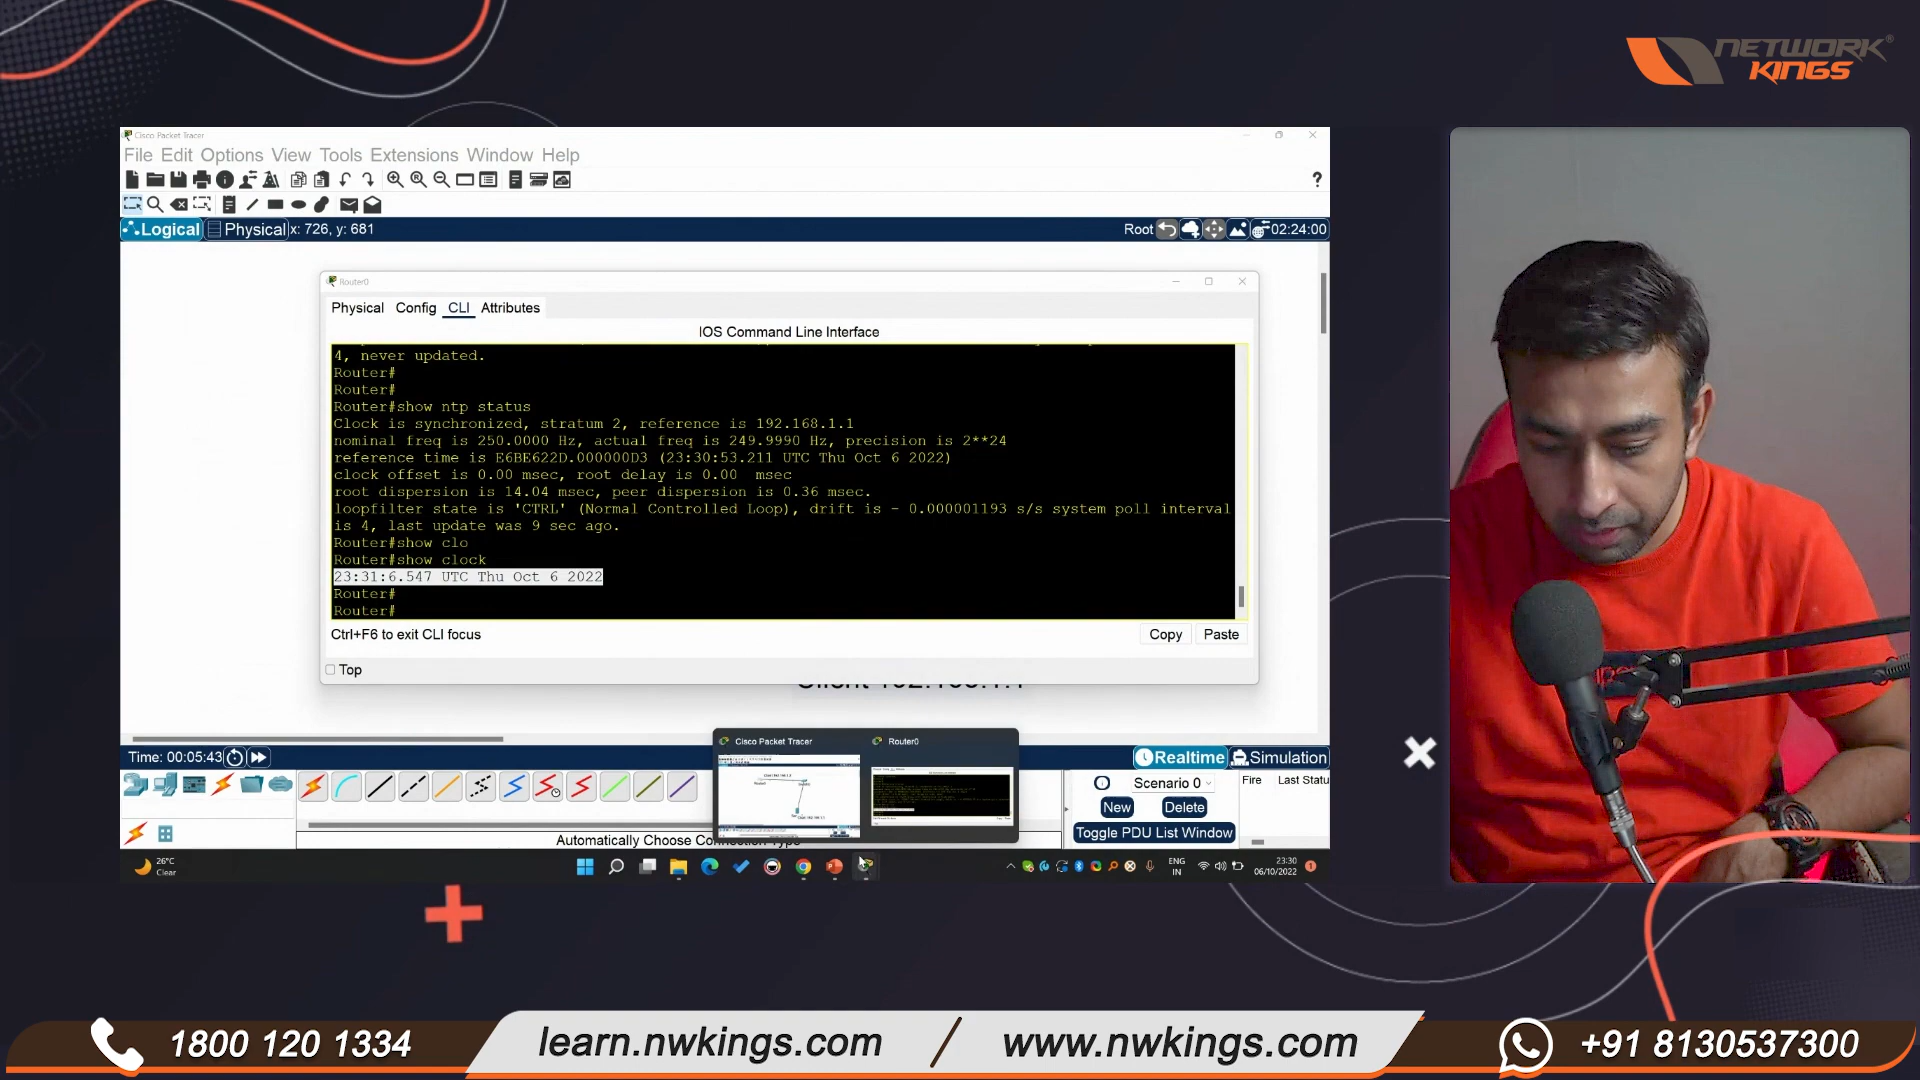 NETWORK
KINGS
Cisco Packet Tracer
File Edit Options View Tools Extensions Window Help
Logical Physical x: 726, y: 681
Root 02:24:00
Router0
Physical Config CLI Attributes
IOS Command Line Interface
4, never updated.
Router#
Router#
Router#show ntp status
Clock is synchronized, stratum 2, reference is 192.168.1.1
nominal freq is 250.0000 Hz, actual freq is 249.9990 Hz, precision is 2**24
reference time is E6BE622D.000000D3 (23:30:53.211 UTC Thu Oct 6 2022)
clock offset is 0.00 msec, root delay is 0.00  msec
root dispersion is 14.04 msec, peer dispersion is 0.36 msec.
loopfilter state is 'CTRL' (Normal Controlled Loop), drift is - 0.000001193 s/s system poll interval
is 4, last update was 9 sec ago.
Router#show clo
Router#show clock
23:31:6.547 UTC Thu Oct 6 2022
Router#
Router#
Ctrl+F6 to exit CLI focus
Copy Paste
Top
Time: 00:05:43
Cisco Packet Tracer
Router0
Realtime Simulation
Scenario 0
Fire Last Statu
New Delete
Toggle PDU List Window
Automatically Choose Connection Type
26°C
Clear
ENG
IN
23:30
06/10/2022
1800 120 1334
learn.nwkings.com / www.nwkings.com
+91 8130537300